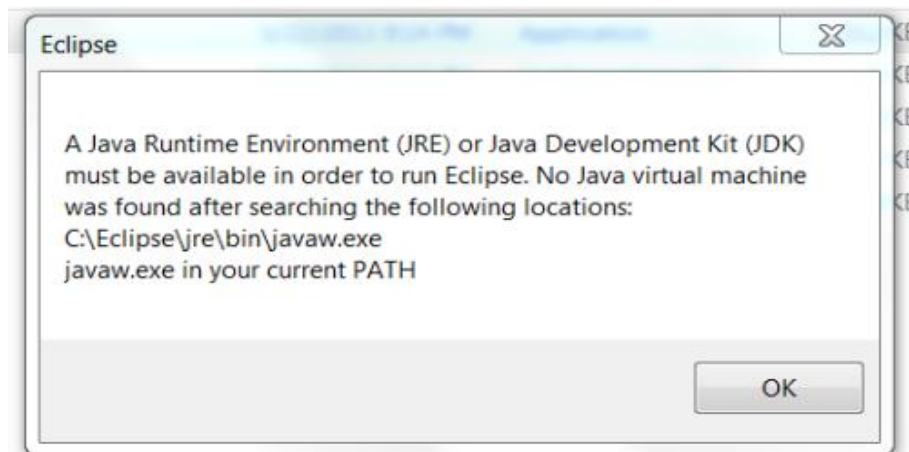 Eclipse
A Java Runtime Environment (JRE) or Java Development Kit (JDK)
must be available in order to run Eclipse. No Java virtual machine
was found after searching the following locations:
C:\Eclipse\jre\bin\javaw.exe
javaw.exe in your current PATH
OK